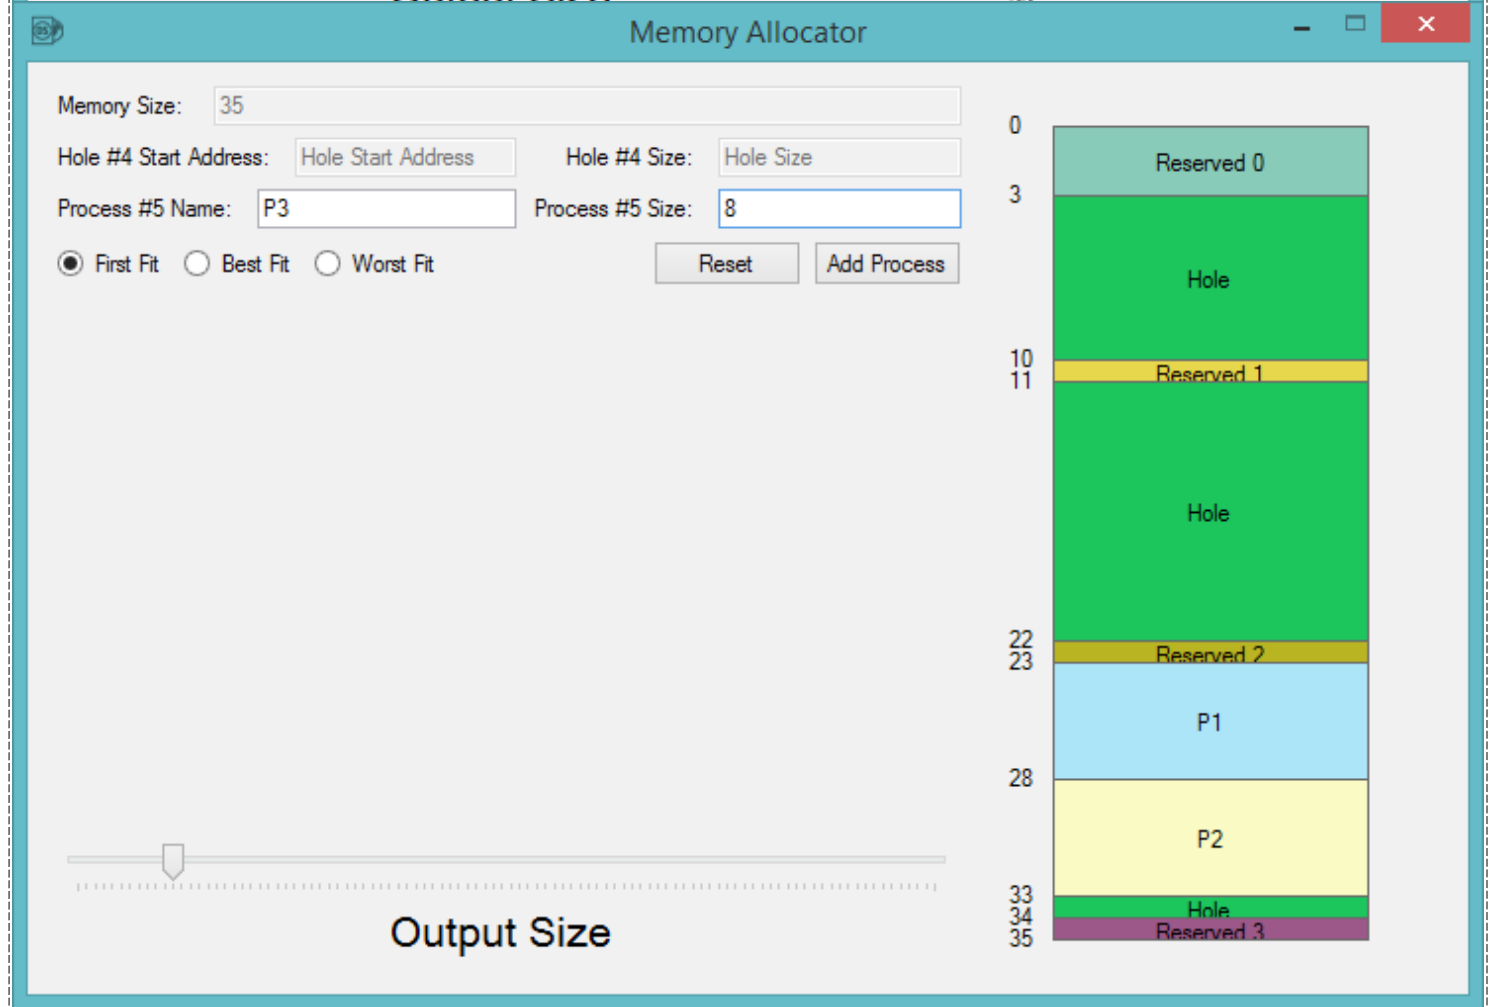 Memory Allocator
Memory Size: 35
Hole #4 Start Address: Hole Start Address Hole #4 Size: Hole Size
Process #5 Name: P3 Process #5 Size: 8
First Fit Best Fit Worst Fit Reset Add Process
0
Reserved 0
3
Hole
10
Reserved 1
11
Hole
22
Reserved 2
23
P1
28
P2
33
Hole
34
Reserved 3
35
Output Size